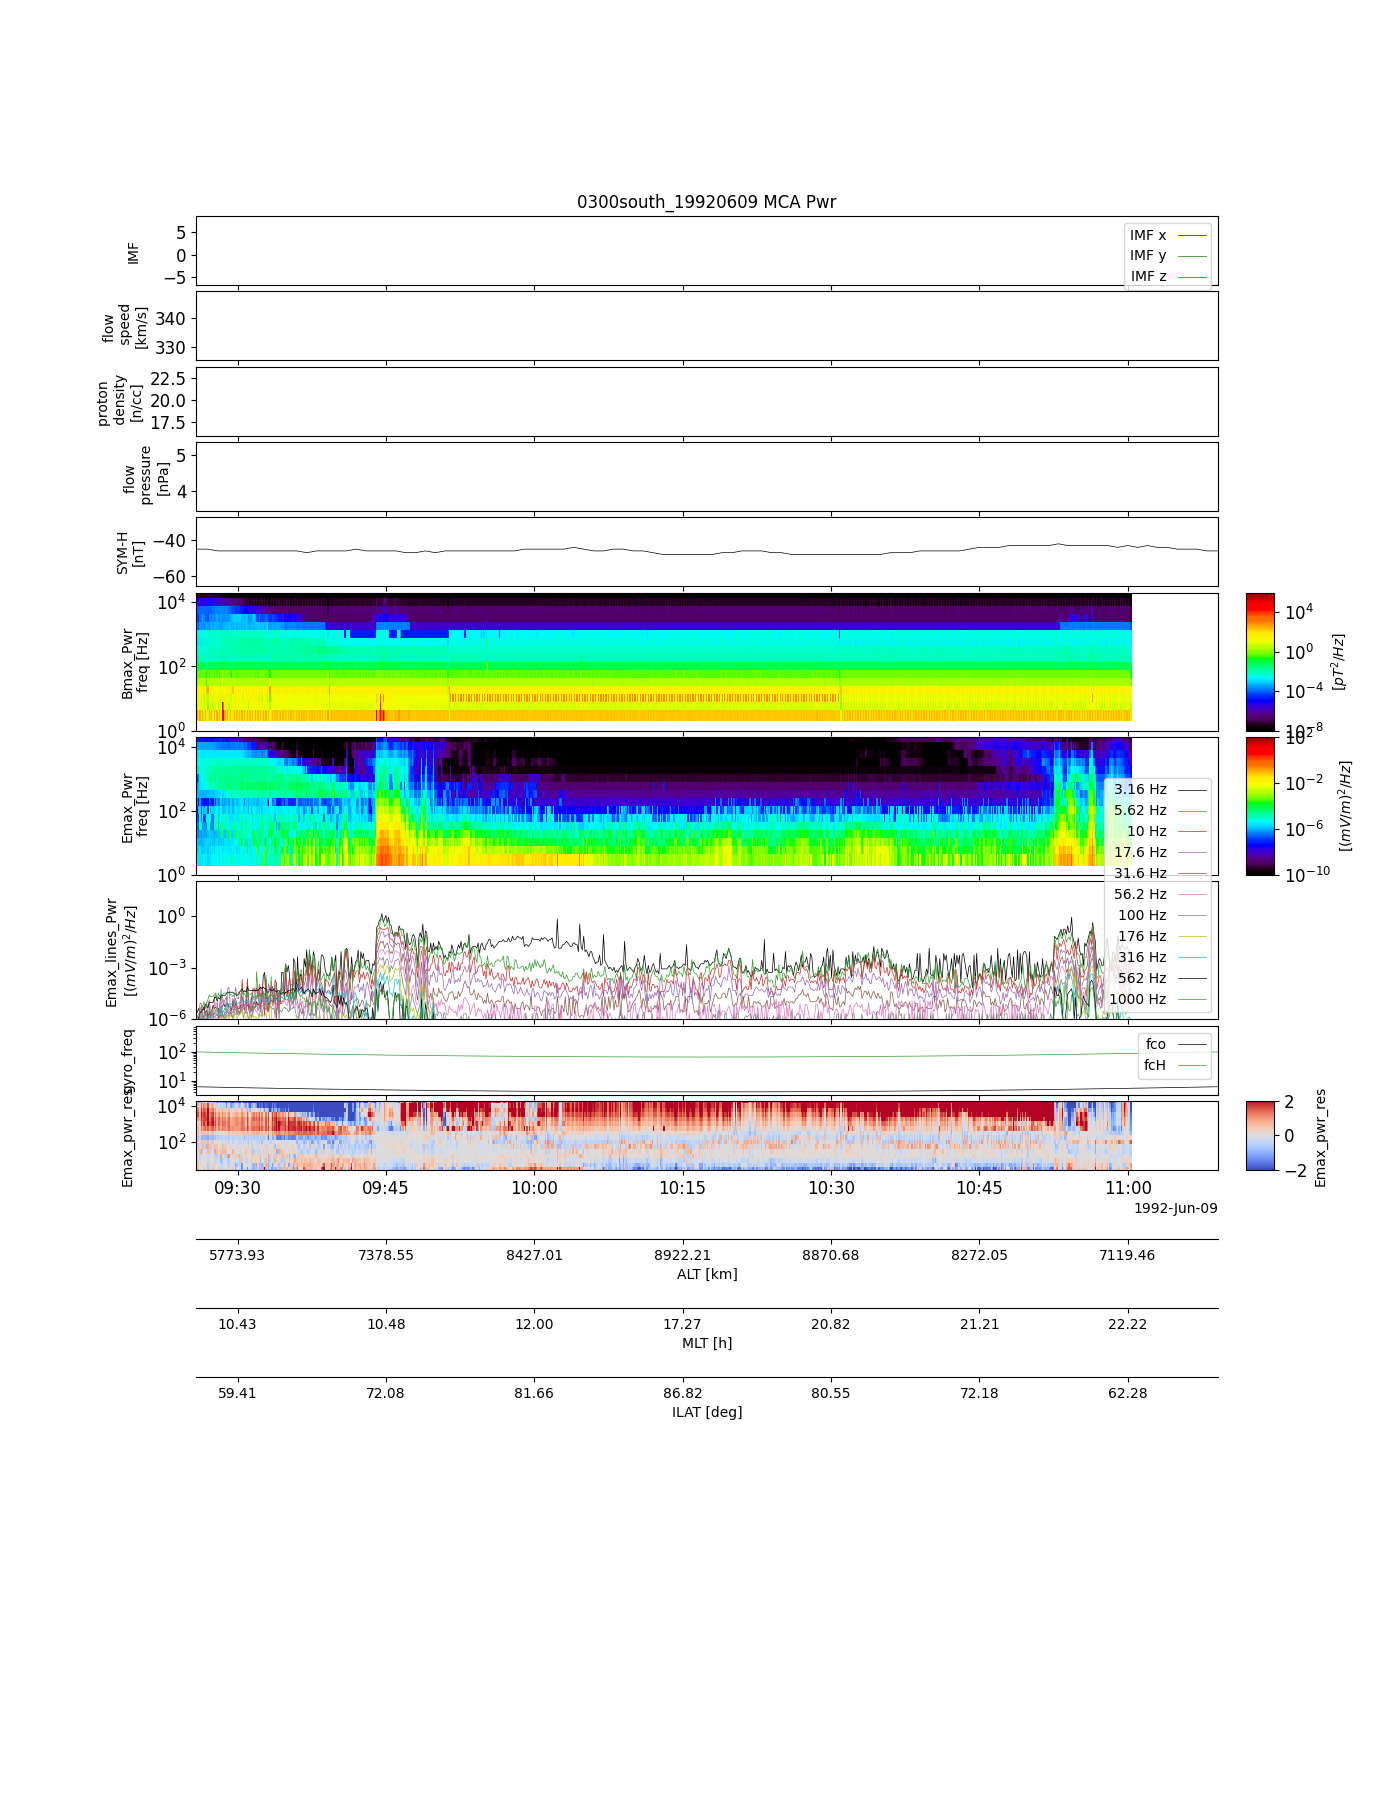 0300south_19920609 MCA Pwr
IMF
5
0
−5
IMF x
IMF y
IMF z
flow
speed
[km/s]
340
330
proton
density
[n/cc]
22.5
20.0
17.5
flow
pressure
[nPa]
5
4
SYM-H
[nT]
−40
−60
Bmax_Pwr
freq [Hz]
10^4
10^2
10^0
10^4
10^0
10^−4
10^−8
[pT^2/Hz]
Emax_Pwr
freq [Hz]
10^4
10^2
10^0
10^2
10^−2
10^−6
10^−10
[(mV/m)^2/Hz]
Emax_lines_Pwr
[(mV/m)^2/Hz]
10^0
10^−3
10^−6
3.16 Hz
5.62 Hz
10 Hz
17.6 Hz
31.6 Hz
56.2 Hz
100 Hz
176 Hz
316 Hz
562 Hz
1000 Hz
gyro_freq
10^2
10^1
fco
fcH
Emax_pwr_res
10^4
10^2
2
0
−2
Emax_pwr_res
09:30 09:45 10:00 10:15 10:30 10:45 11:00
1992-Jun-09
5773.93 7378.55 8427.01 8922.21 8870.68 8272.05 7119.46
ALT [km]
10.43 10.48 12.00 17.27 20.82 21.21 22.22
MLT [h]
59.41 72.08 81.66 86.82 80.55 72.18 62.28
ILAT [deg]